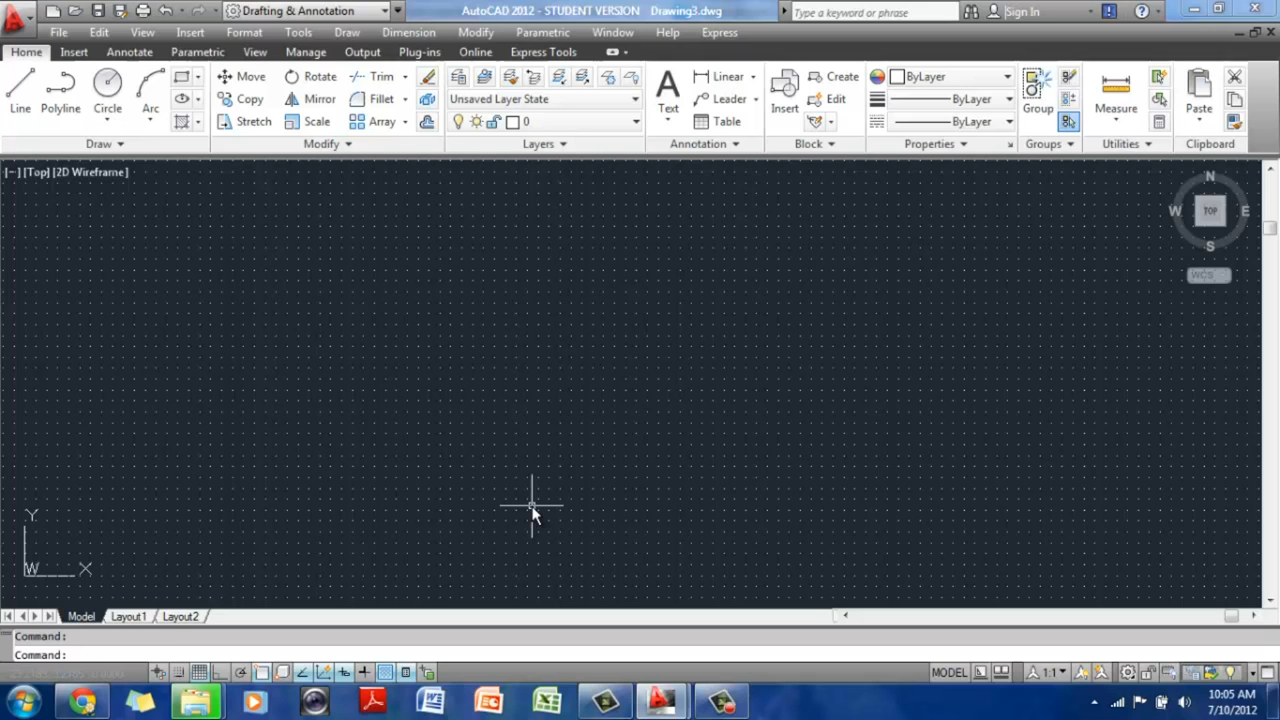 Drafting & Annotation
AutoCAD 2012 - STUDENT VERSION Drawing3.dwg
Type a keyword or phrase
Sign In
File Edit View Insert Format Tools Draw Dimension Modify Parametric Window Help Express
Home Insert Annotate Parametric View Manage Output Plug-ins Online Express Tools
Move Rotate Trim
Copy Mirror Fillet
Stretch Scale Array
Line Polyline Circle Arc
Unsaved Layer State
0
Text
Linear
Leader
Table
Insert
Create
Edit
ByLayer
ByLayer
ByLayer
Group
Measure
Paste
Draw Modify Layers Annotation Block Properties Groups Utilities Clipboard
[−] [Top] [2D Wireframe]
N
W TOP E
S
WCS
Y
W X
Model Layout1 Layout2
Command:
Command:
MODEL
1:1
10:05 AM
7/10/2012